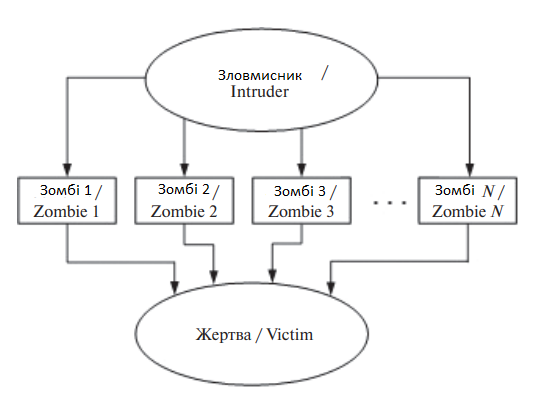 Зловмисник /
Intruder
Зомбі 1 /
Zombie 1
Зомбі 2 /
Zombie 2
Зомбі 3 /
Zombie 3
. . .
Зомбі N /
Zombie N
Жертва / Victim